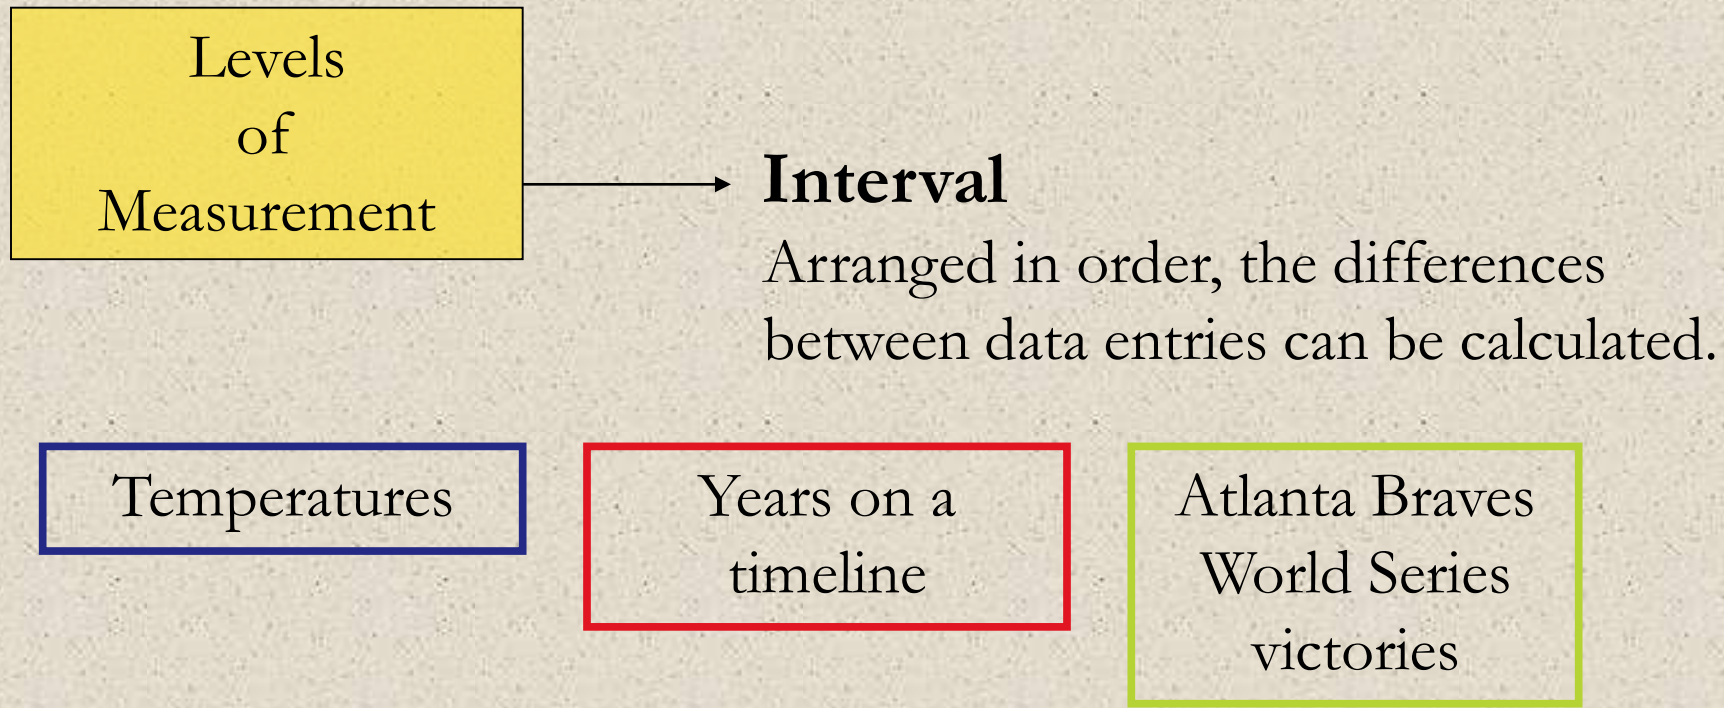 Levels
of
Measurement
Interval
Arranged in order, the differences
between data entries can be calculated.
Temperatures
Years on a
timeline
Atlanta Braves
World Series
victories